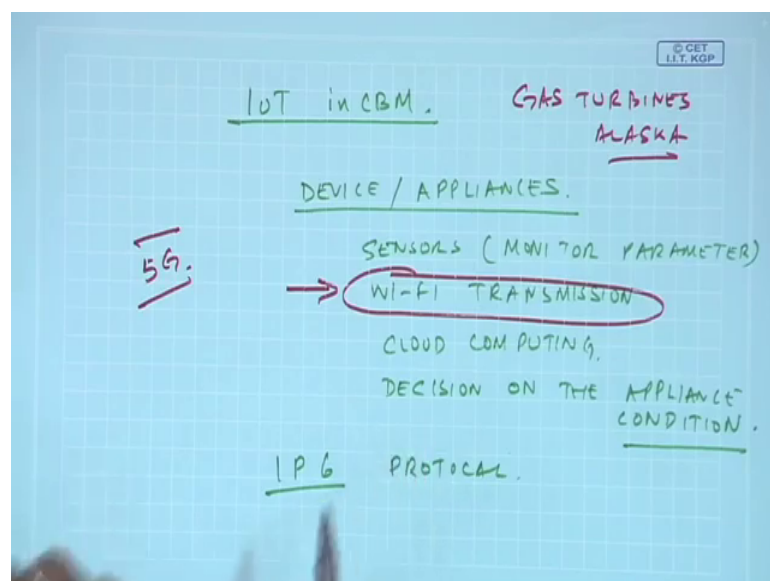 © CET
I.I.T. KGP
IOT in CBM.
GAS TURBINES
ALASKA
DEVICE / APPLIANCES.
SENSORS (MONITOR PARAMETER)
5G.
WI-FI TRANSMISSION
CLOUD COMPUTING.
DECISION ON THE APPLIANCE
CONDITION.
IP6 PROTOCAL.